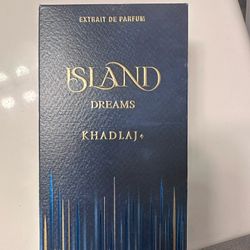 EXTRAIT DE PARFUM
ISLAND
DREAMS
KHADLAJ